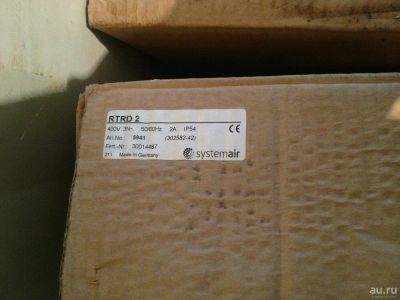 RTRD 2
400V 3N~ 50/60Hz 2A IP54 CE
Art.No.: 5941 (302582-42)
Fert.-Nr. 30014487
211 Made in Germany systemair
au.ru